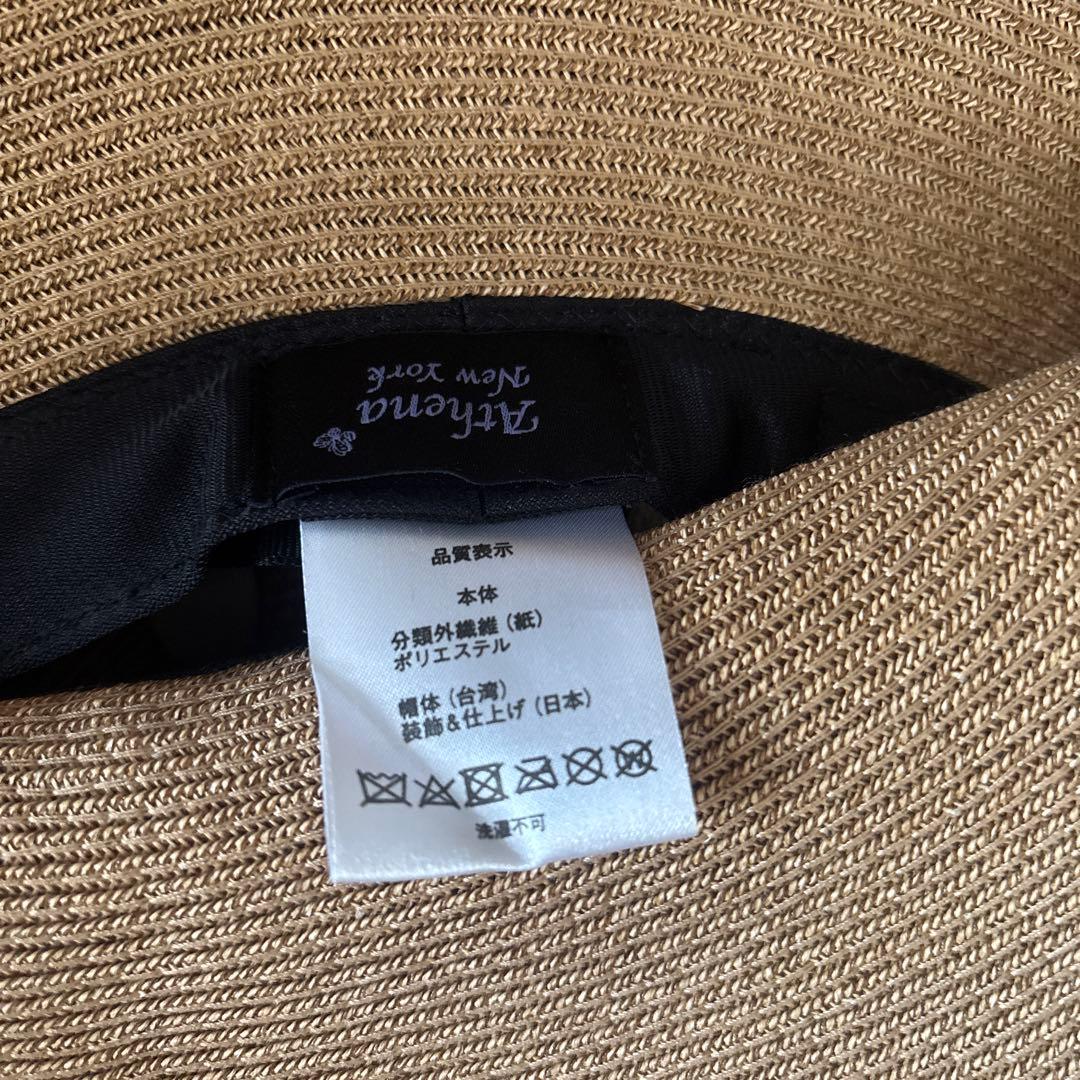 Athena
New York
品質表示
本体
分類外繊維 (紙)
ポリエステル
帽体 (台湾)
装飾&仕上げ (日本)
W
洗濯不可